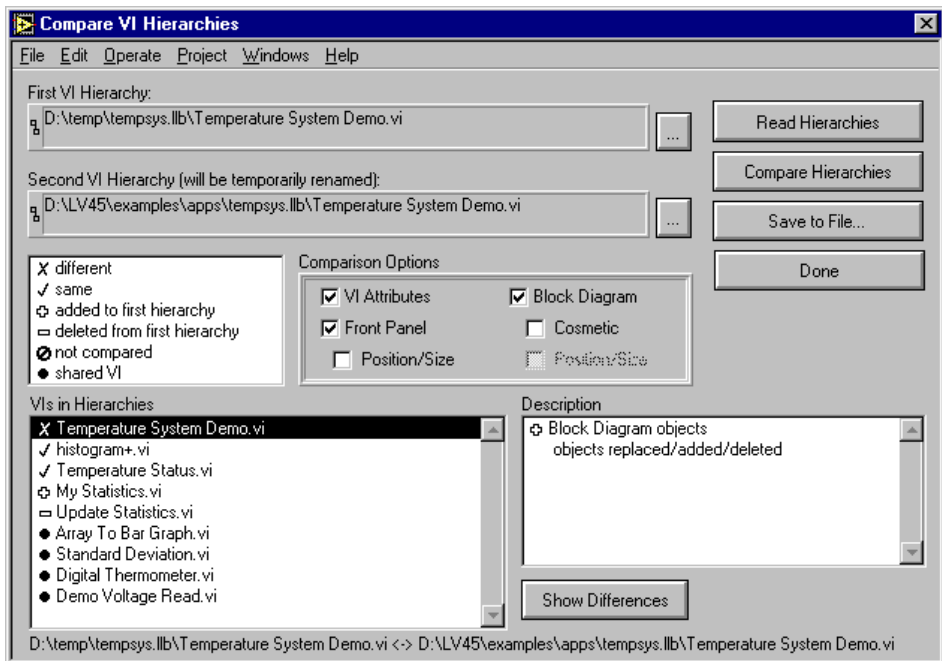 Compare VI Hierarchies
File Edit Operate Project Windows Help
First VI Hierarchy:
D:\temp\tempsys.llb\Temperature System Demo.vi
...
Read Hierarchies
Compare Hierarchies
Second VI Hierarchy (will be temporarily renamed):
D:\LV45\examples\apps\tempsys.llb\Temperature System Demo.vi
...
Save to File...
Done
different
same
added to first hierarchy
deleted from first hierarchy
not compared
shared VI
Comparison Options
VI Attributes
Block Diagram
Front Panel
Cosmetic
Position/Size
Position/Size
VIs in Hierarchies
Temperature System Demo.vi
histogram+.vi
Temperature Status.vi
My Statistics.vi
Update Statistics.vi
Array To Bar Graph.vi
Standard Deviation.vi
Digital Thermometer.vi
Demo Voltage Read.vi
Description
Block Diagram objects
objects replaced/added/deleted
Show Differences
D:\temp\tempsys.llb\Temperature System Demo.vi <-> D:\LV45\examples\apps\tempsys.llb\Temperature System Demo.vi